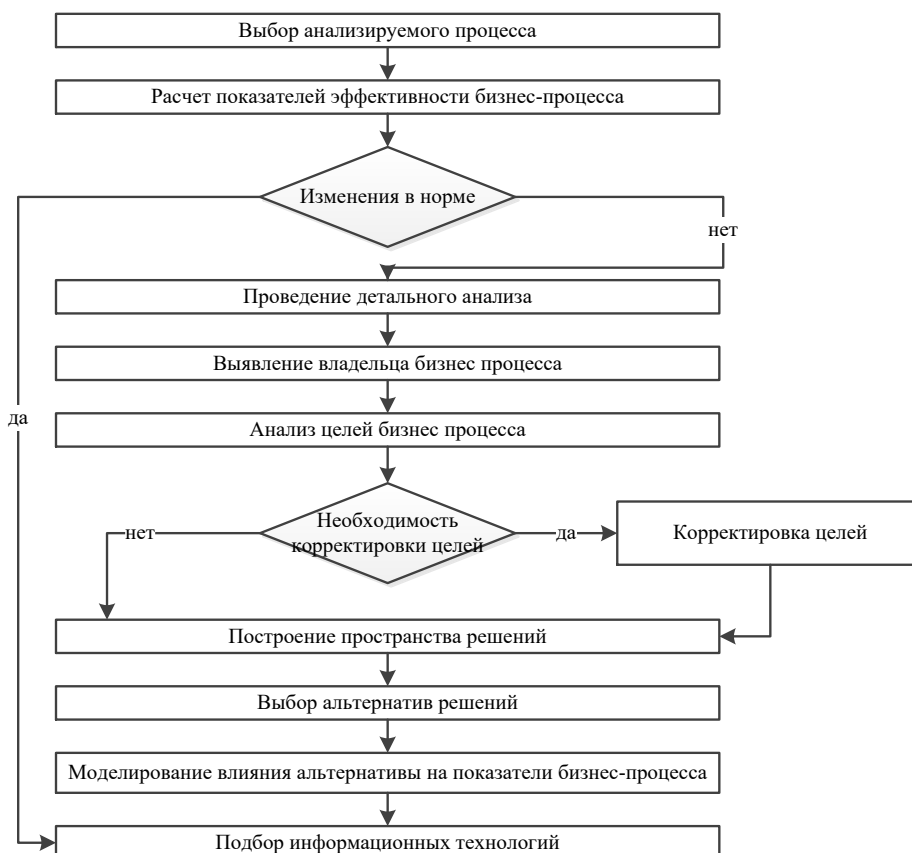 Выбор анализируемого процесса
Расчет показателей эффективности бизнес-процесса
Изменения в норме
нет
Проведение детального анализа
Выявление владельца бизнес процесса
да
Анализ целей бизнес процесса
Необходимость
корректировки целей
нет
да
Корректировка целей
Построение пространства решений
Выбор альтернатив решений
Моделирование влияния альтернативы на показатели бизнес-процесса
Подбор информационных технологий